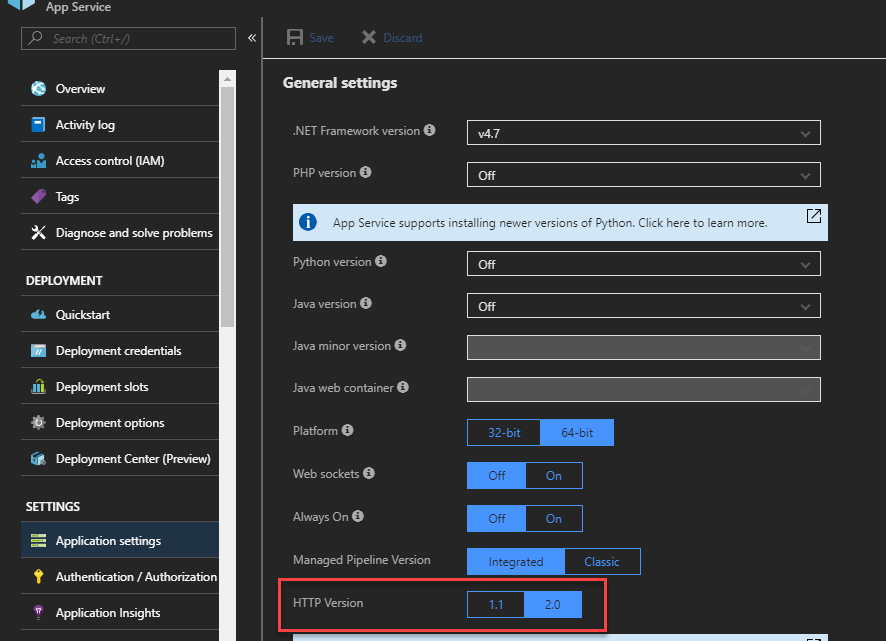 App Service
Search (Ctrl+/)
«
Overview
Activity log
Access control (IAM)
Tags
Diagnose and solve problems
DEPLOYMENT
Quickstart
Deployment credentials
Deployment slots
Deployment options
Deployment Center (Preview)
SETTINGS
Application settings
Authentication / Authorization
Application Insights
Save Discard
General settings
.NET Framework version v4.7
PHP version Off
App Service supports installing newer versions of Python. Click here to learn more.
Python version Off
Java version Off
Java minor version
Java web container
Platform 32-bit 64-bit
Web sockets Off On
Always On Off On
Managed Pipeline Version Integrated Classic
HTTP Version 1.1 2.0